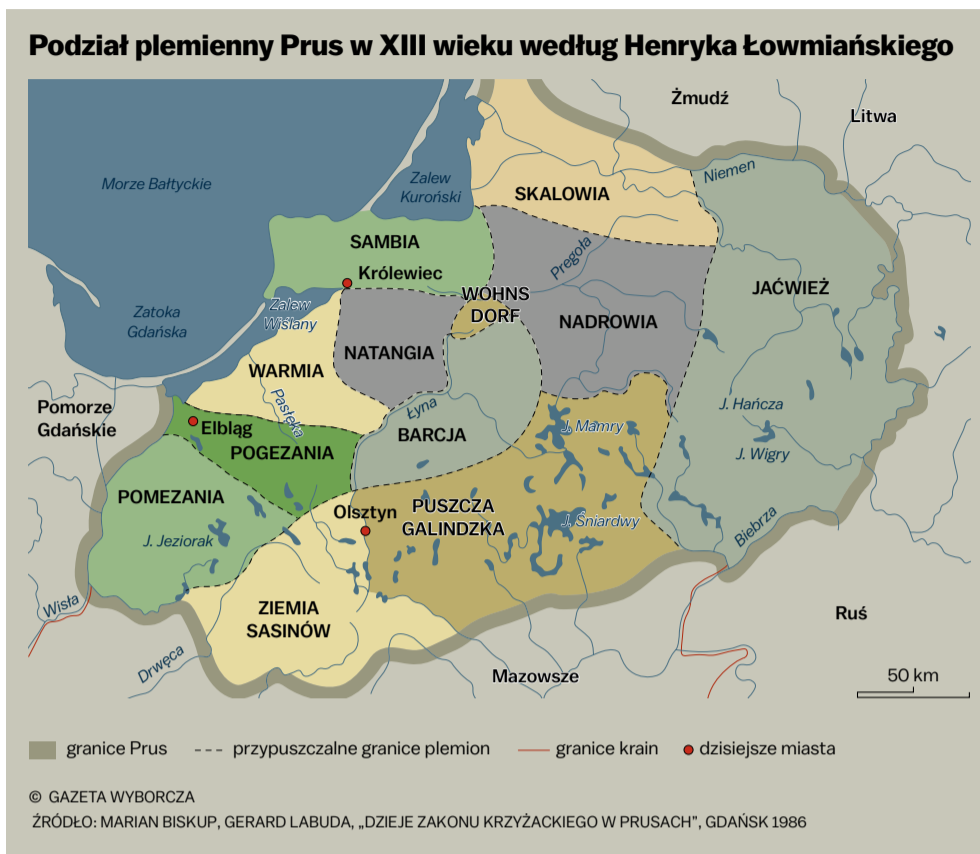 Podział plemienny Prus w XIII wieku według Henryka Łowmiańskiego
Żmudź
Litwa
Morze Bałtyckie
Zalew
Kuroński
Niemen
SKALOWIA
SAMBIA
Królewiec
Pregoła
JAĆWIEŻ
Zatoka
Gdańska
Zalew
Wiślany
WOHNS
DORF
NADROWIA
NATANGIA
WARMIA
Pasłęka
Pomorze
Gdańskie
Elbląg
POGEZANIA
Łyna
BARCJA
J. Mamry
J. Hańcza
J. Wigry
POMEZANIA
Olsztyn
PUSZCZA
GALINDZKA
J. Śniardwy
Biebrza
J. Jeziorak
Wisła
ZIEMIA
SASINÓW
Drwęca
Mazowsze
Ruś
50 km
granice Prus
przypuszczalne granice plemion
granice krain
dzisiejsze miasta
© GAZETA WYBORCZA
ŹRÓDŁO: MARIAN BISKUP, GERARD LABUDA, „DZIEJE ZAKONU KRZYŻACKIEGO W PRUSACH”, GDAŃSK 1986